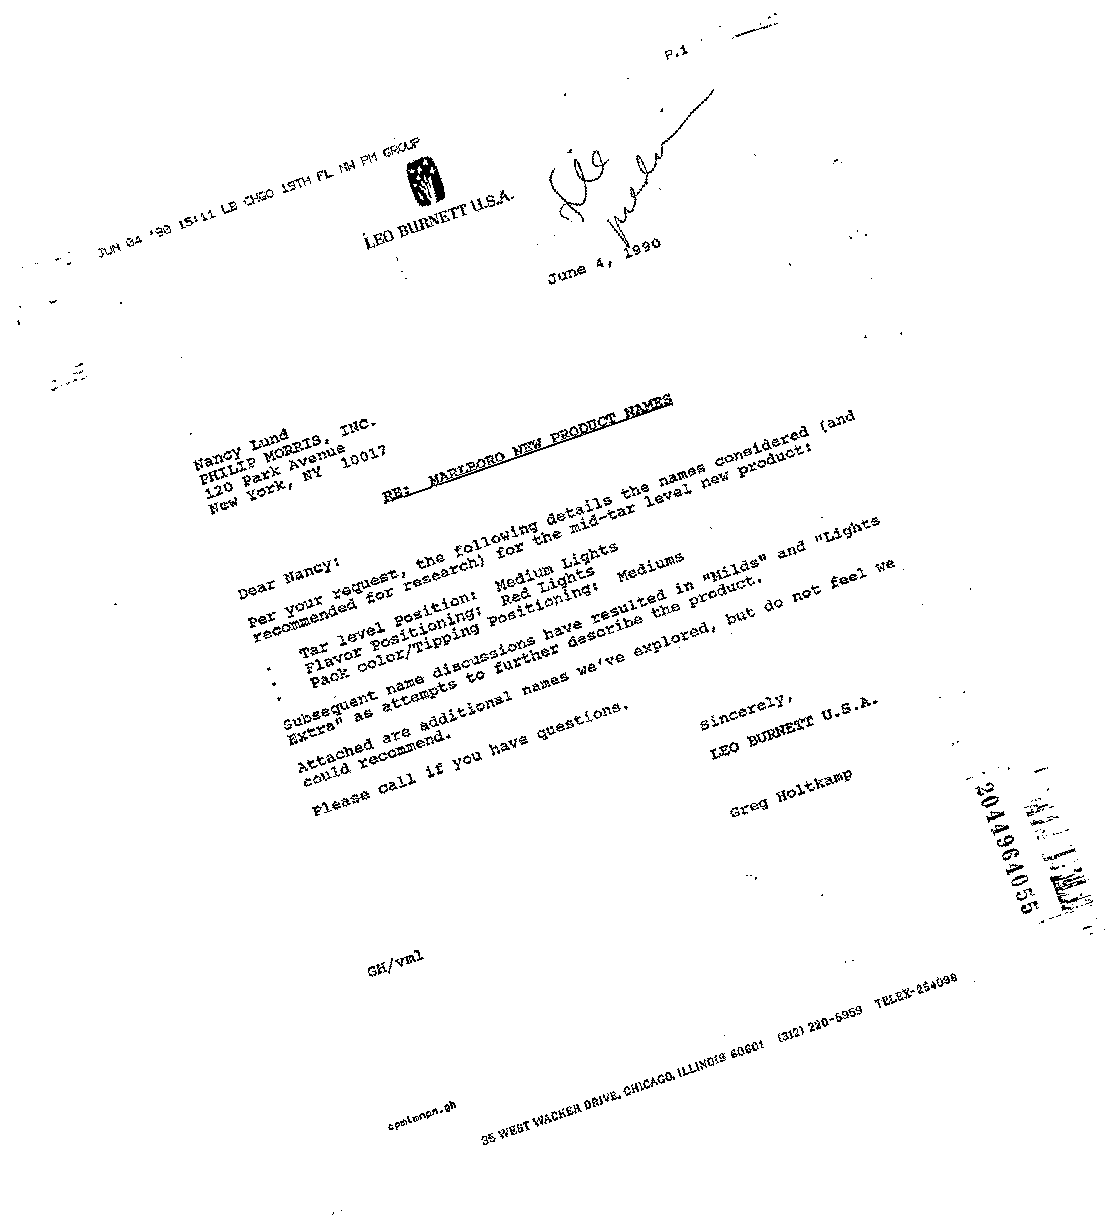 P.1
JUN 04 '90 15:11 LB CHGO 19TH FL NW PM GROUP
LEO BURNETT U.S.A.
June 4, 1990
Nancy Lund
PHILIP MORRIS, INC.
120 Park Avenue
New York, NY 10017
RE: MARLBORO NEW PRODUCT NAMES
Dear Nancy:
Per your request, the following details the names considered (and
recommended for research) for the mid-tar level new product:
. Tar level Position: Medium Lights
. Flavor Positioning: Red Lights
. Pack color/Tipping Positioning: Mediums
Subsequent name discussions have resulted in "Milds" and "Lights
Extra" as attempts to further describe the product.
Attached are additional names we've explored, but do not feel we
could recommend.
Please call if you have questions.
Sincerely,
LEO BURNETT U.S.A.
Greg Holtkamp
2044964055
GH/vml
35 WEST WACKER DRIVE, CHICAGO, ILLINOIS 60601 (312) 220-5959 TELEX-254098